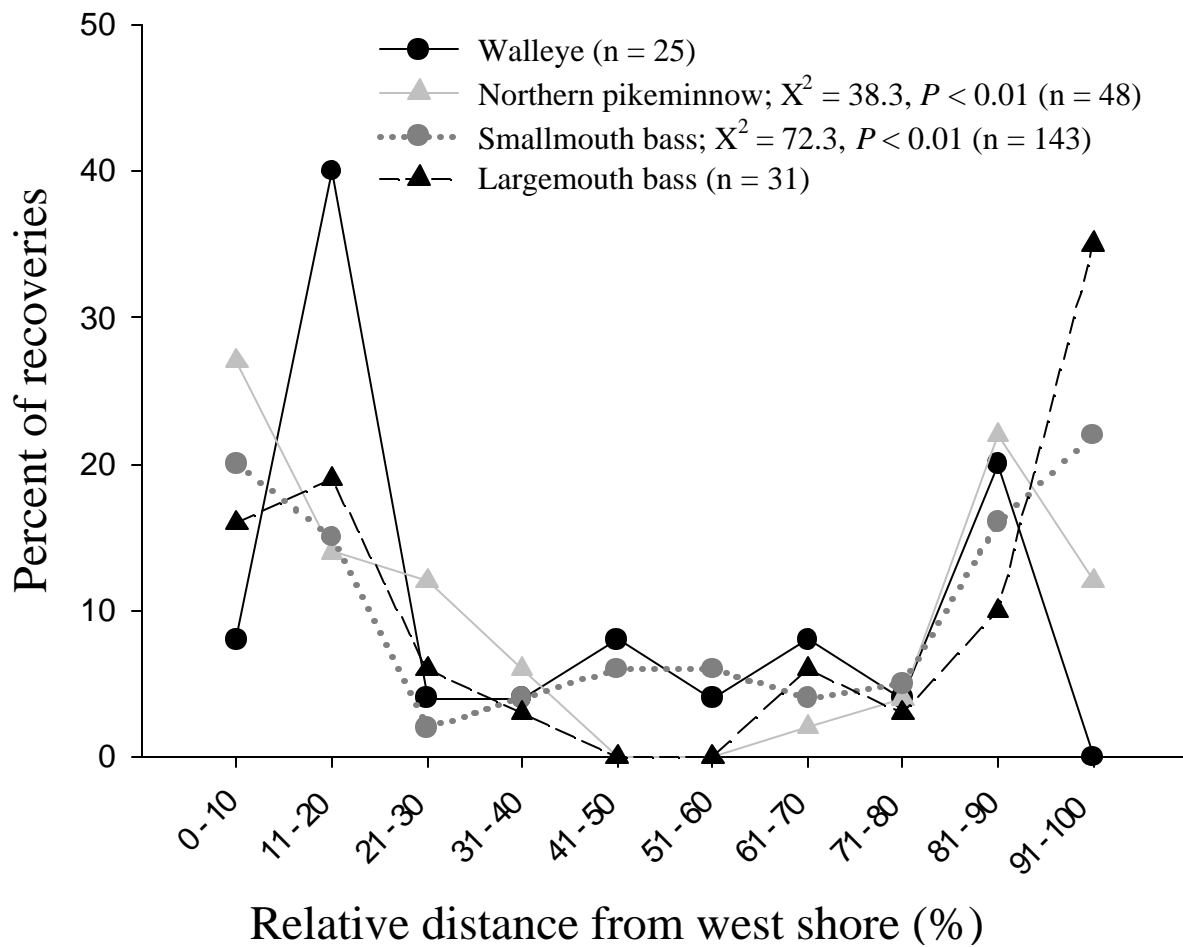 50
40
30
20
10
0
Percent of recoveries
Walleye (n = 25)
Northern pikeminnow; X² = 38.3, P < 0.01 (n = 48)
Smallmouth bass; X² = 72.3, P < 0.01 (n = 143)
Largemouth bass (n = 31)
0 - 10
11 - 20
21 - 30
31 - 40
41 - 50
51 - 60
61 - 70
71 - 80
81 - 90
91 - 100
Relative distance from west shore (%)